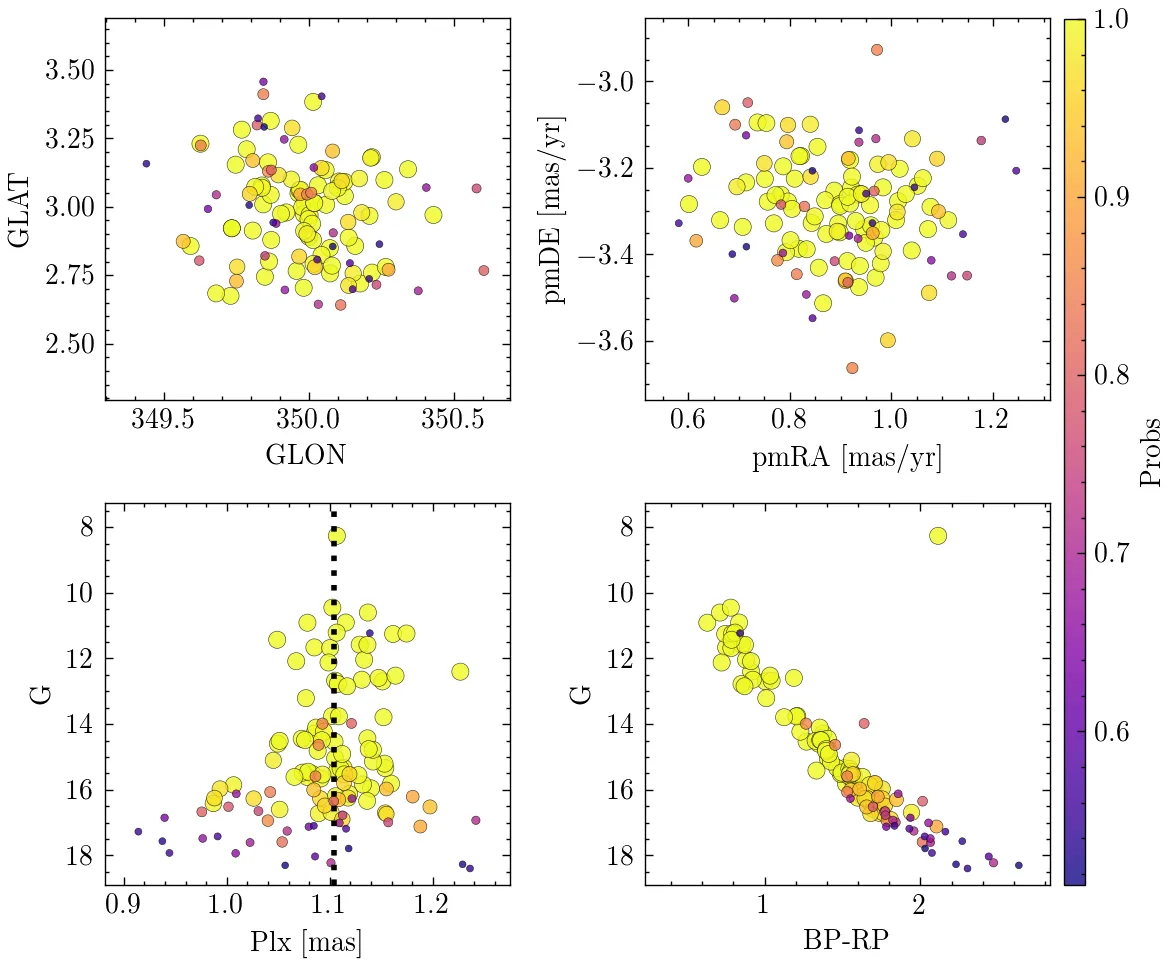 3.50
3.25
3.00
2.75
2.50
GLAT
349.5 350.0 350.5
GLON
−3.0
−3.2
−3.4
−3.6
pmDE [mas/yr]
0.6 0.8 1.0 1.2
pmRA [mas/yr]
8
10
12
14
16
18
G
0.9 1.0 1.1 1.2
Plx [mas]
8
10
12
14
16
18
G
1 2
BP-RP
1.0
0.9
0.8
0.7
0.6
Probs